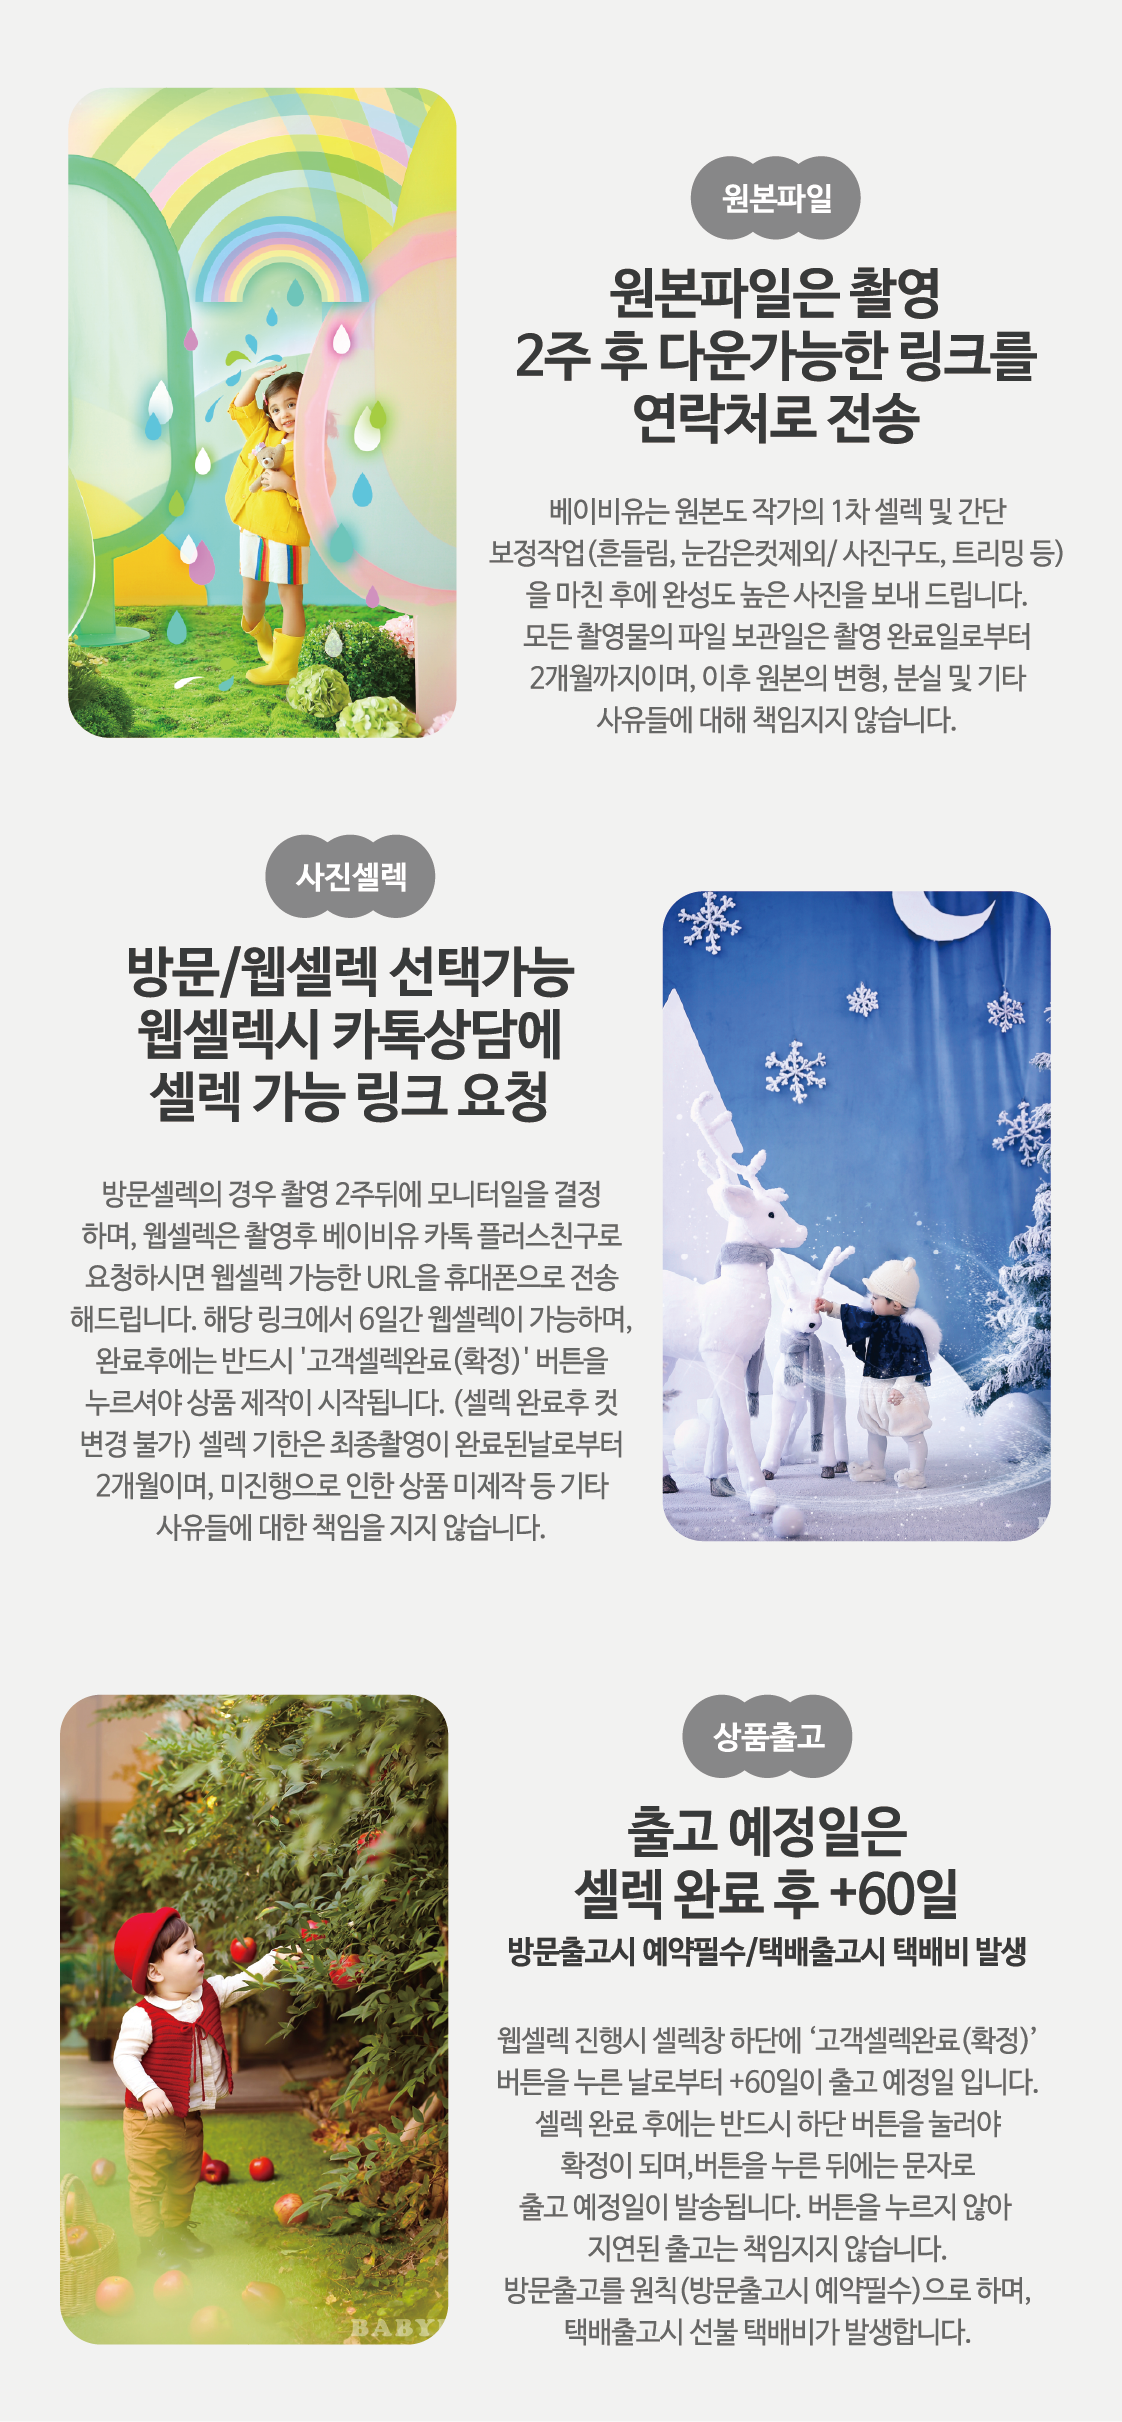 원본파일
원본파일은 촬영
2주 후 다운가능한 링크를
연락처로 전송
베이비유는 원본도 작가의 1차 셀렉 및 간단
보정작업(흔들림, 눈감은컷제외/ 사진구도, 트리밍 등)
을 마친 후에 완성도 높은 사진을 보내 드립니다.
모든 촬영물의 파일 보관일은 촬영 완료일로부터
2개월까지이며, 이후 원본의 변형, 분실 및 기타
사유들에 대해 책임지지 않습니다.
사진셀렉
방문/웹셀렉 선택가능
웹셀렉시 카톡상담에
셀렉 가능 링크 요청
방문셀렉의 경우 촬영 2주뒤에 모니터일을 결정
하며, 웹셀렉은 촬영후 베이비유 카톡 플러스친구로
요청하시면 웹셀렉 가능한 URL을 휴대폰으로 전송
해드립니다. 해당 링크에서 6일간 웹셀렉이 가능하며,
완료후에는 반드시 '고객셀렉완료(확정)' 버튼을
누르셔야 상품 제작이 시작됩니다. (셀렉 완료후 컷
변경 불가) 셀렉 기한은 최종촬영이 완료된날로부터
2개월이며, 미진행으로 인한 상품 미제작 등 기타
사유들에 대한 책임을 지지 않습니다.
상품출고
출고 예정일은
셀렉 완료 후 +60일
방문출고시 예약필수/택배출고시 택배비 발생
웹셀렉 진행시 셀렉창 하단에 ‘고객셀렉완료(확정)’
버튼을 누른 날로부터 +60일이 출고 예정일 입니다.
셀렉 완료 후에는 반드시 하단 버튼을 눌러야
확정이 되며,버튼을 누른 뒤에는 문자로
출고 예정일이 발송됩니다. 버튼을 누르지 않아
지연된 출고는 책임지지 않습니다.
방문출고를 원칙(방문출고시 예약필수)으로 하며,
택배출고시 선불 택배비가 발생합니다.
BABY